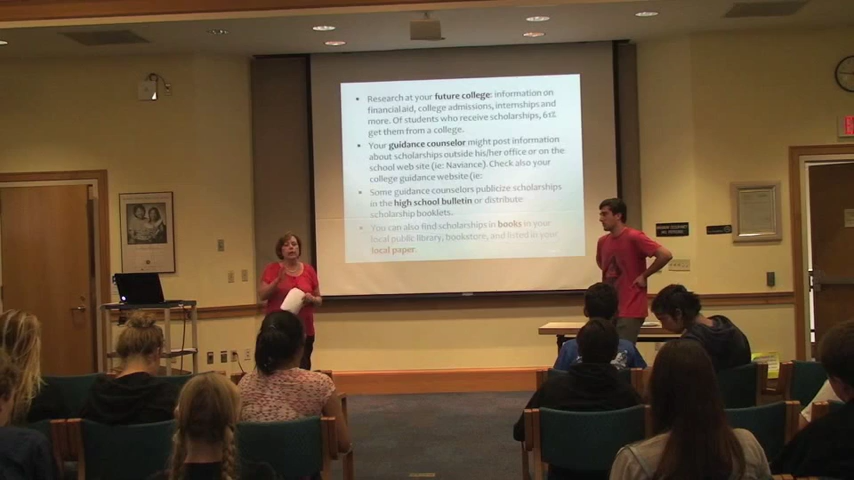 Research at your future college: information on
financial aid, college admissions, internships and
more. Of students who receive scholarships, 61%
get them from a college.
Your guidance counselor might post information
about scholarships outside his/her office or on the
school web site (ie: Naviance). Check also your
college guidance website (ie:
Some guidance counselors publicize scholarships
in the high school bulletin or distribute
scholarship booklets.
You can also find scholarships in books in your
local public library, bookstore, and listed in your
local paper.